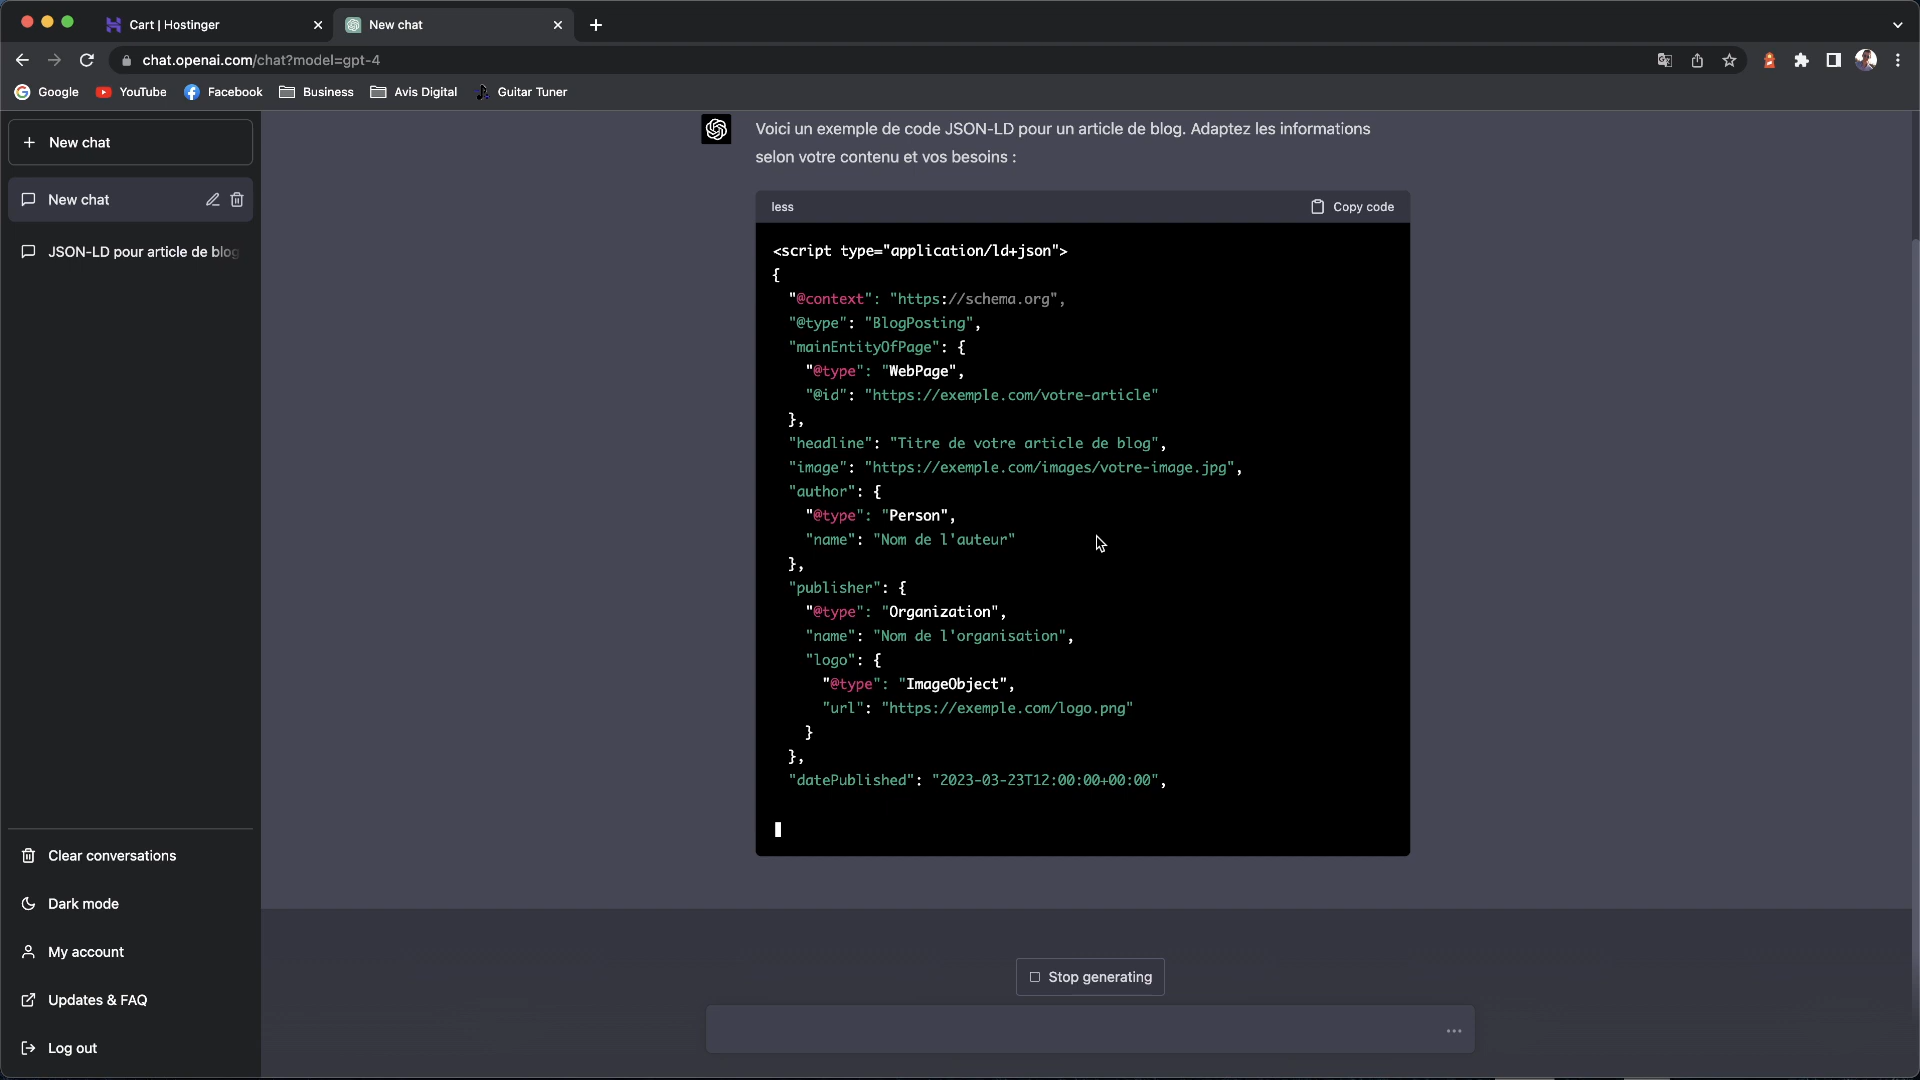 Cart | Hostinger
New chat
chat.openai.com/chat?model=gpt-4
Google
YouTube
Facebook
Business
Avis Digital
Guitar Tuner
New chat
New chat
JSON-LD pour article de blog
Clear conversations
Dark mode
My account
Updates & FAQ
Log out
Voici un exemple de code JSON-LD pour un article de blog. Adaptez les informations
selon votre contenu et vos besoins :
less
Copy code
<script type="application/ld+json">
{
"@context": "https://schema.org",
"@type": "BlogPosting",
"mainEntityOfPage": {
"@type": "WebPage",
"@id": "https://exemple.com/votre-article"
},
"headline": "Titre de votre article de blog",
"image": "https://exemple.com/images/votre-image.jpg",
"author": {
"@type": "Person",
"name": "Nom de l'auteur"
},
"publisher": {
"@type": "Organization",
"name": "Nom de l'organisation",
"logo": {
"@type": "ImageObject",
"url": "https://exemple.com/logo.png"
}
},
"datePublished": "2023-03-23T12:00:00+00:00",
Stop generating